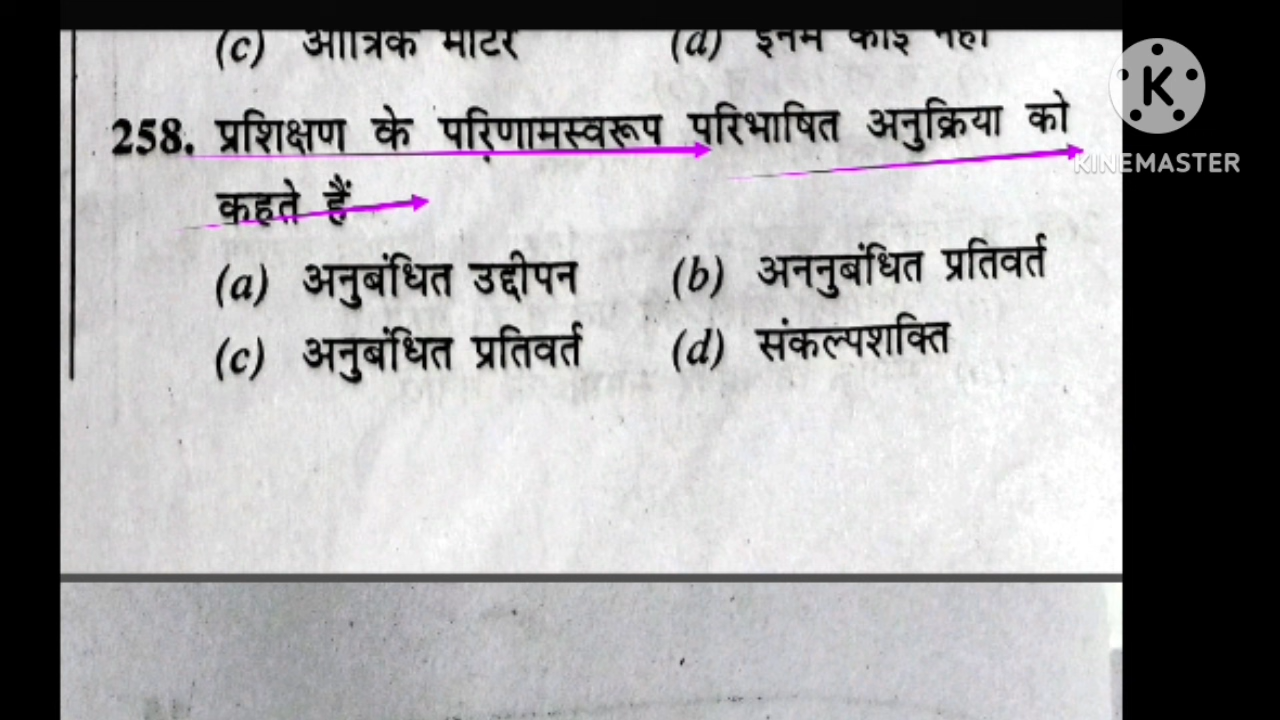 (c) आंत्रिक मीटर (d) इनमें कोई नहीं
258. प्रशिक्षण के परिणामस्वरूप परिभाषित अनुक्रिया को
कहते हैं
(a) अनुबंधित उद्दीपन (b) अननुबंधित प्रतिवर्त
(c) अनुबंधित प्रतिवर्त (d) संकल्पशक्ति
K
KINEMASTER